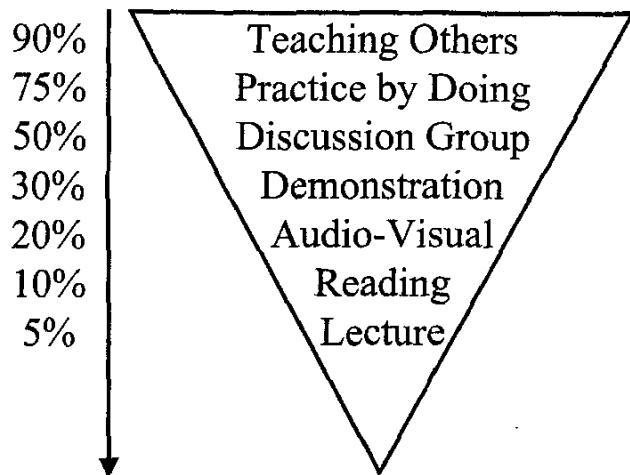 90% Teaching Others
75% Practice by Doing
50% Discussion Group
30% Demonstration
20% Audio-Visual
10% Reading
5% Lecture